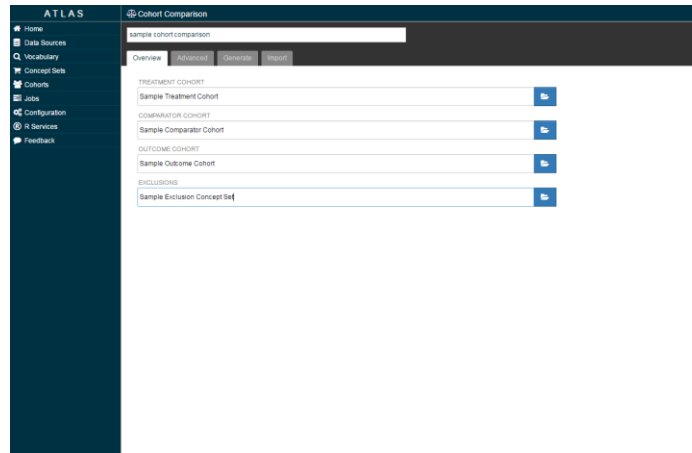 ATLAS
Home
Data Sources
Vocabulary
Concept Sets
Cohorts
Jobs
Configuration
R Services
Feedback
Cohort Comparison
sample cohort comparison
Overview Advanced Generate Import
TREATMENT COHORT
Sample Treatment Cohort
COMPARATOR COHORT
Sample Comparator Cohort
OUTCOME COHORT
Sample Outcome Cohort
EXCLUSIONS
Sample Exclusion Concept Set